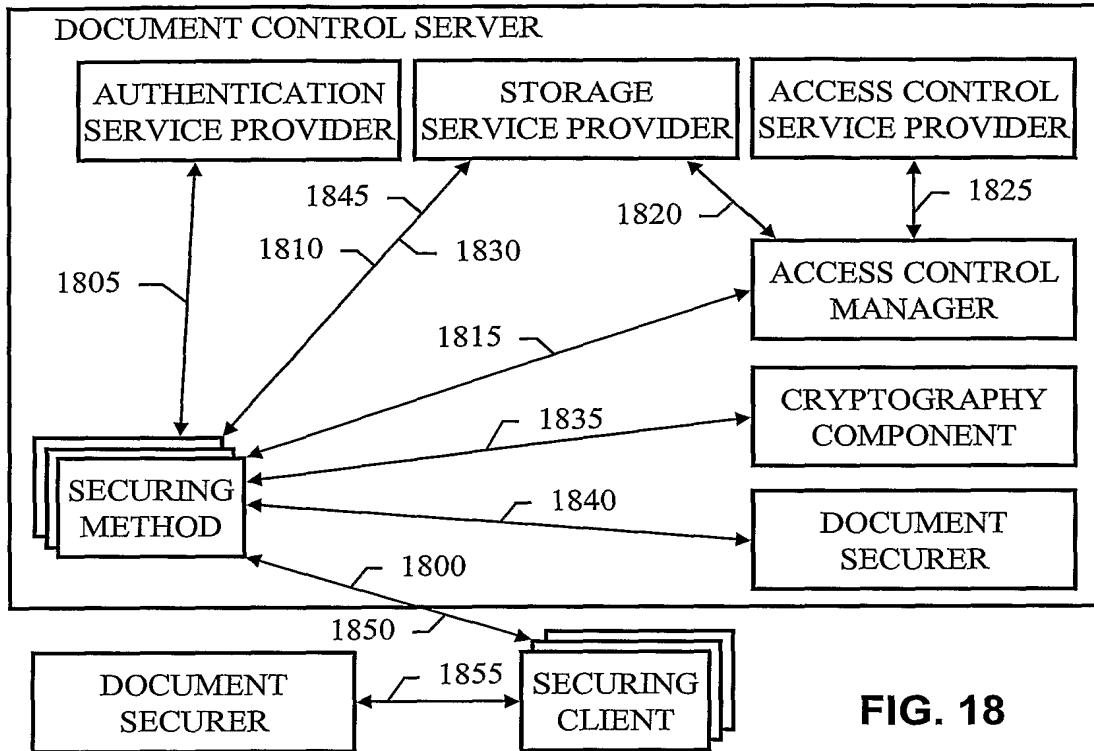 DOCUMENT CONTROL SERVER
AUTHENTICATION
SERVICE PROVIDER
STORAGE
SERVICE PROVIDER
ACCESS CONTROL
SERVICE PROVIDER
1845
1820
1825
1810
1830
1805
ACCESS CONTROL
MANAGER
1815
1835
CRYPTOGRAPHY
COMPONENT
SECURING
METHOD
1840
DOCUMENT
SECURER
1800
1850
DOCUMENT
SECURER
1855
SECURING
CLIENT
FIG. 18